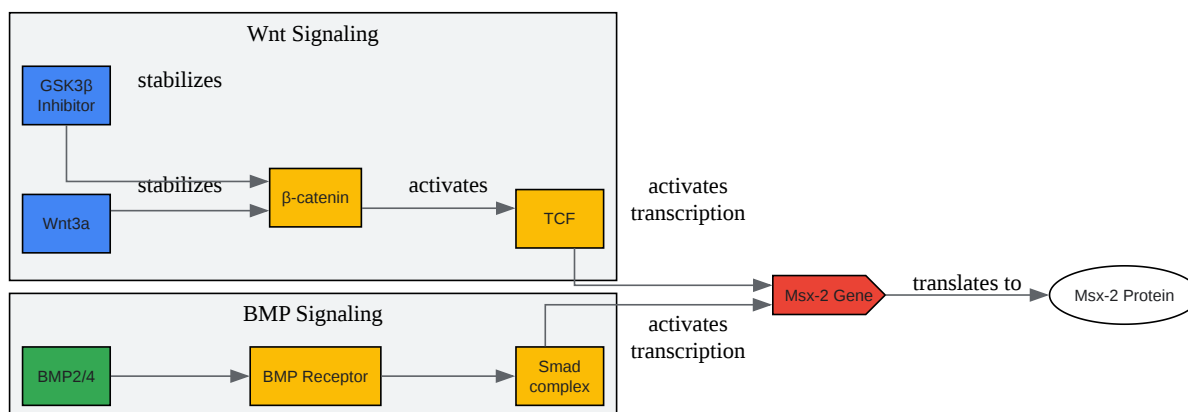 Wnt Signaling
GSK3β
Inhibitor
stabilizes
stabilizes
Wnt3a
β-catenin
activates
TCF
activates
transcription
Msx-2 Gene
translates to
Msx-2 Protein
BMP Signaling
activates
transcription
BMP2/4
BMP Receptor
Smad
complex